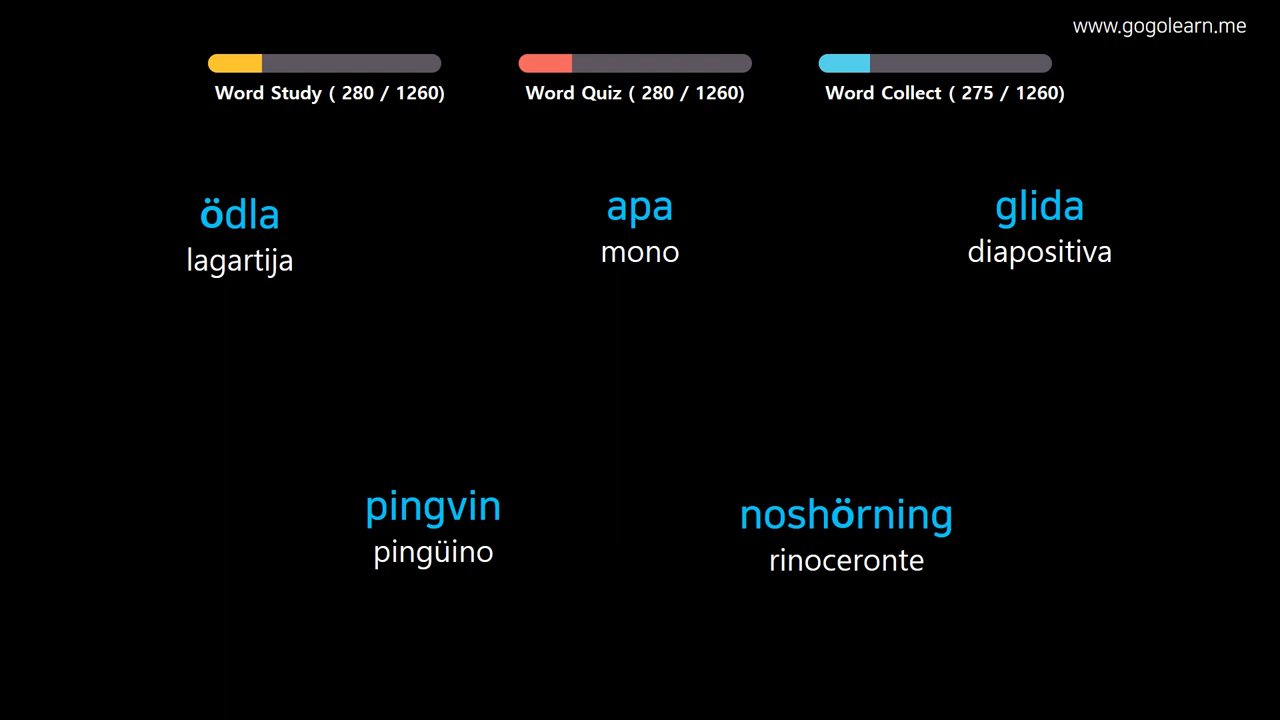 www.gogolearn.me
Word Study ( 280 / 1260)
Word Quiz ( 280 / 1260)
Word Collect ( 275 / 1260)
ödla
lagartija
apa
mono
glida
diapositiva
pingvin
pingüino
noshörning
rinoceronte